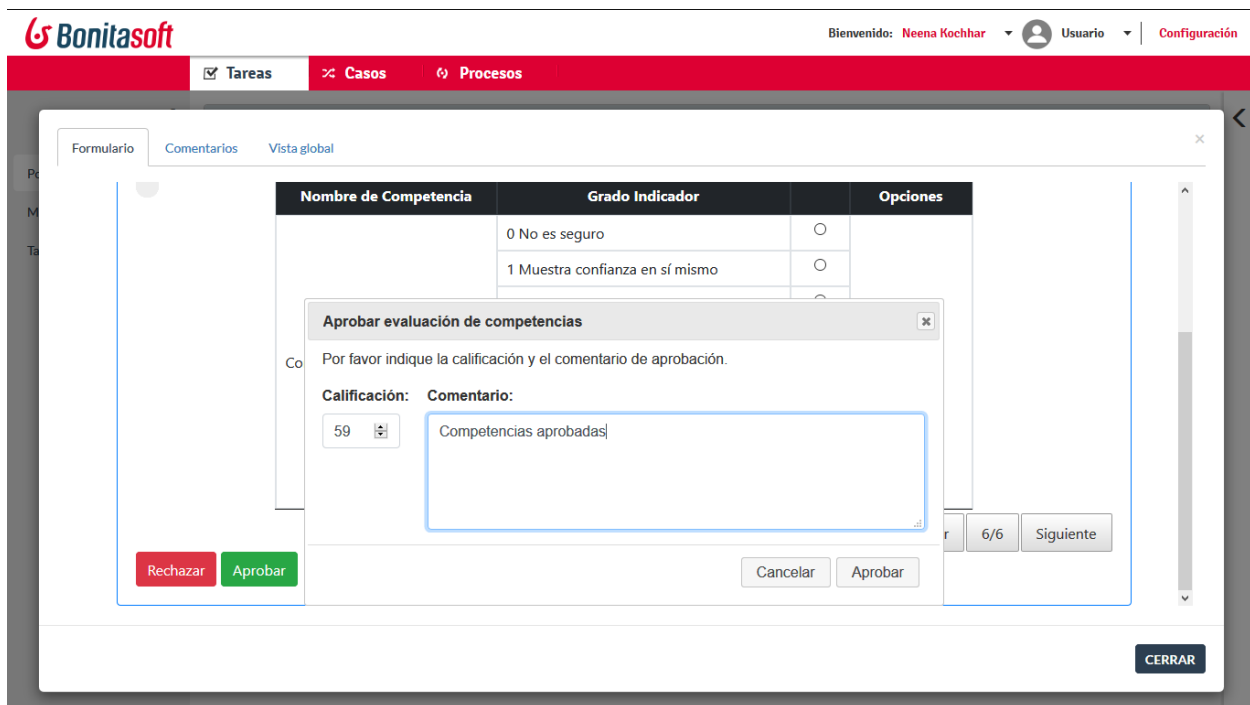 Bonitasoft
Bienvenido: Neena Kochhar Usuario Configuración
Tareas Casos Procesos
Formulario Comentarios Vista global
Nombre de Competencia Grado Indicador Opciones
0 No es seguro
1 Muestra confianza en sí mismo
Aprobar evaluación de competencias
Por favor indique la calificación y el comentario de aprobación.
Calificación: Comentario:
59 Competencias aprobadas
6/6 Siguiente
Rechazar Aprobar
Cancelar Aprobar
CERRAR